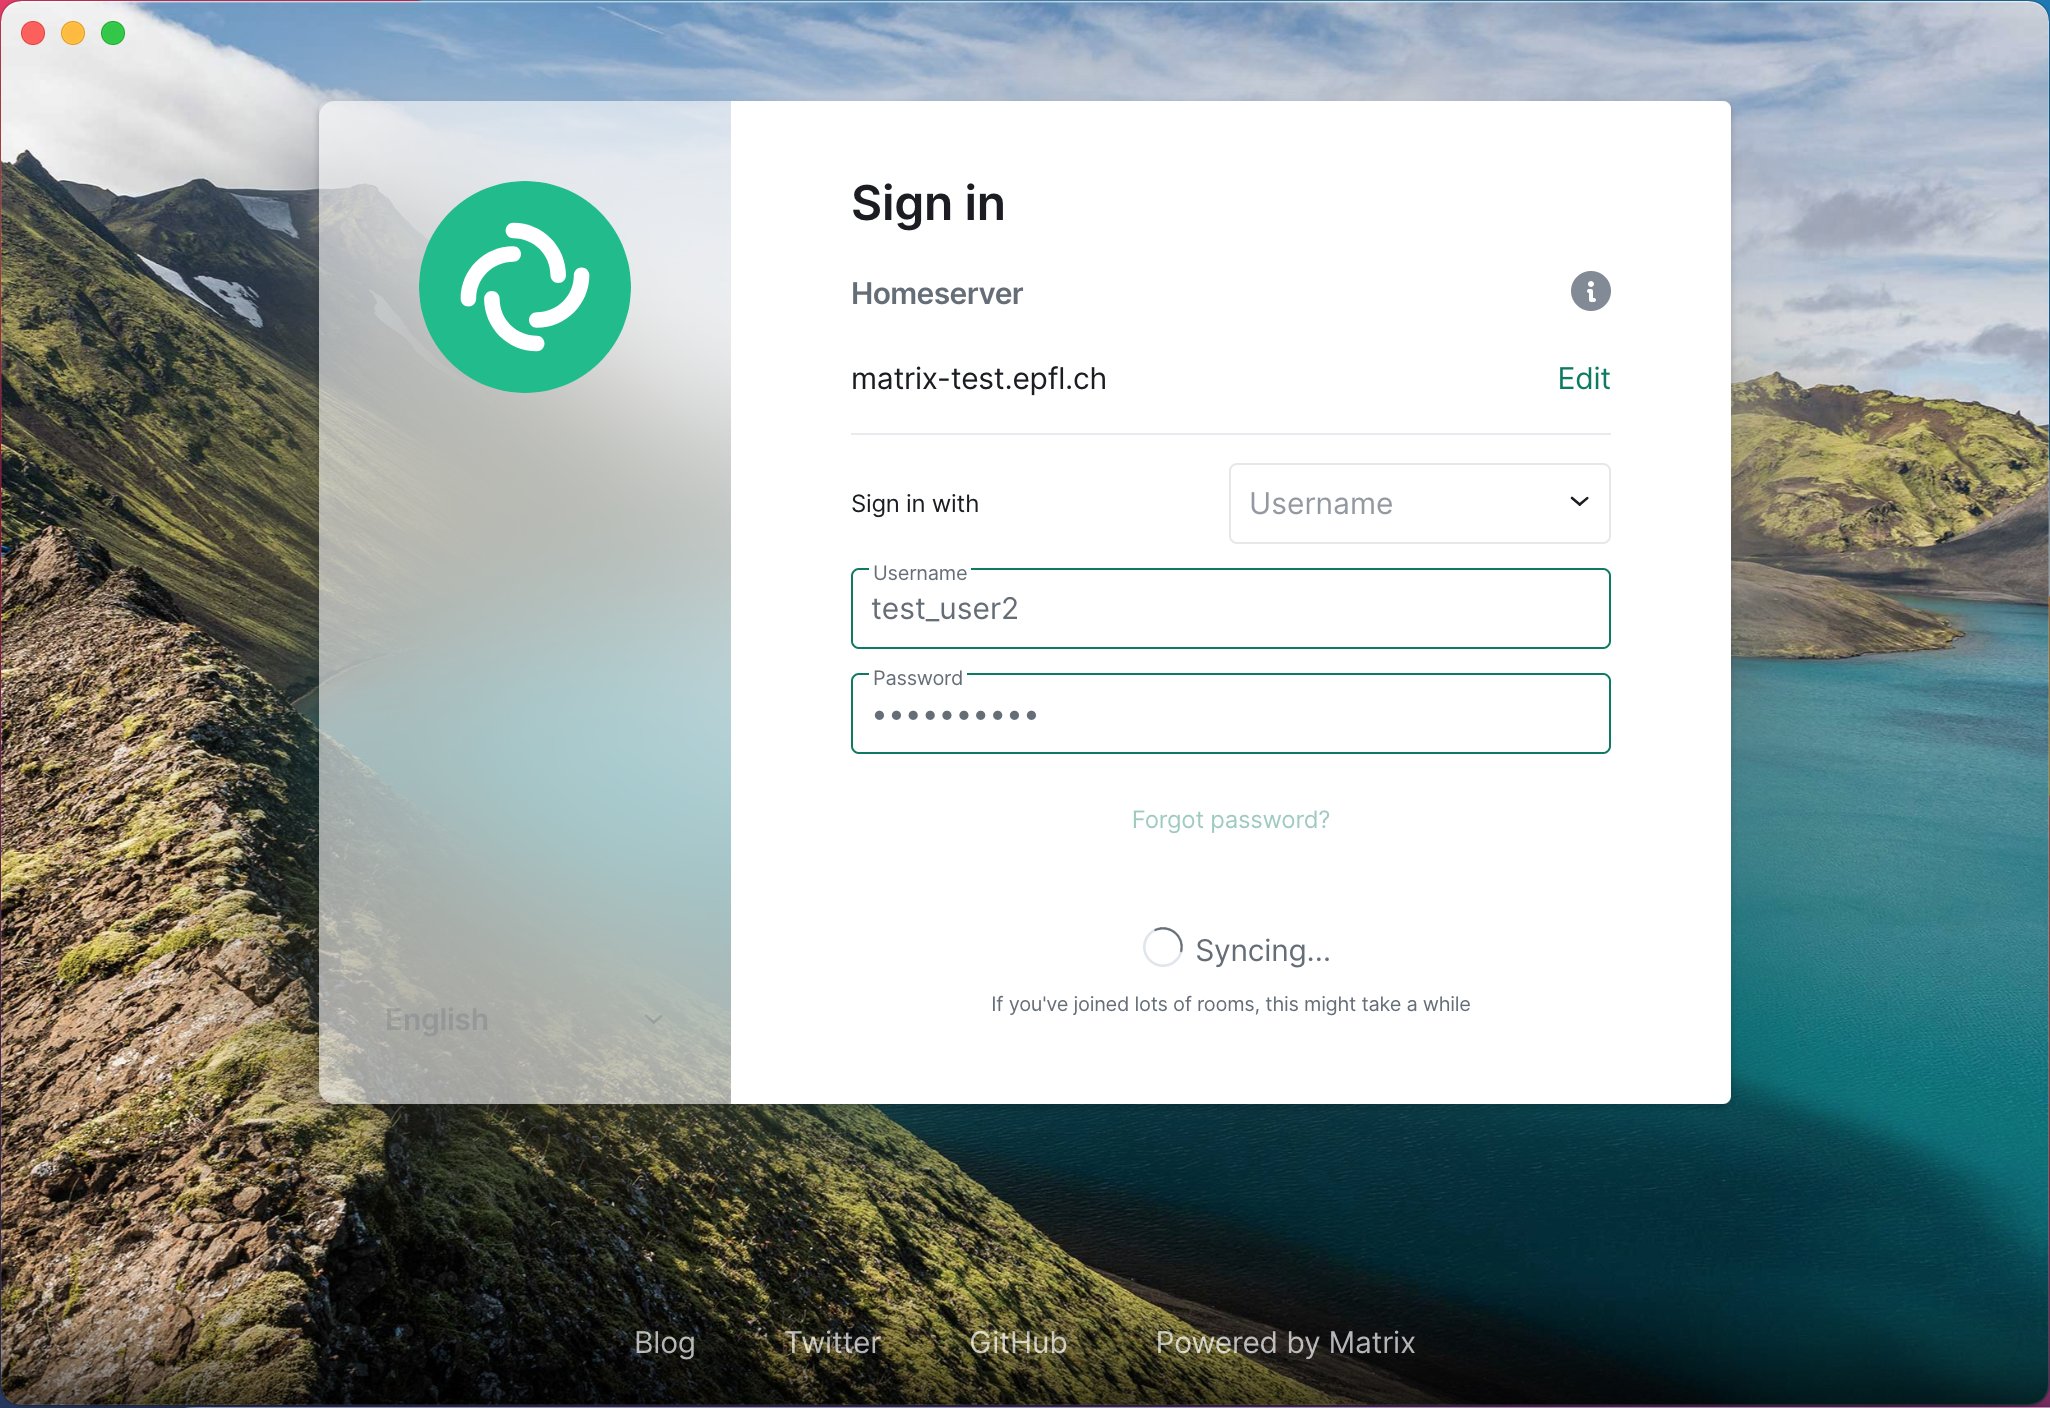 Sign in
Homeserver
matrix-test.epfl.ch
Edit
Sign in with
Username
Username
test_user2
Password
••••••••••
Forgot password?
Syncing...
If you've joined lots of rooms, this might take a while
English
Blog
Twitter
GitHub
Powered by Matrix